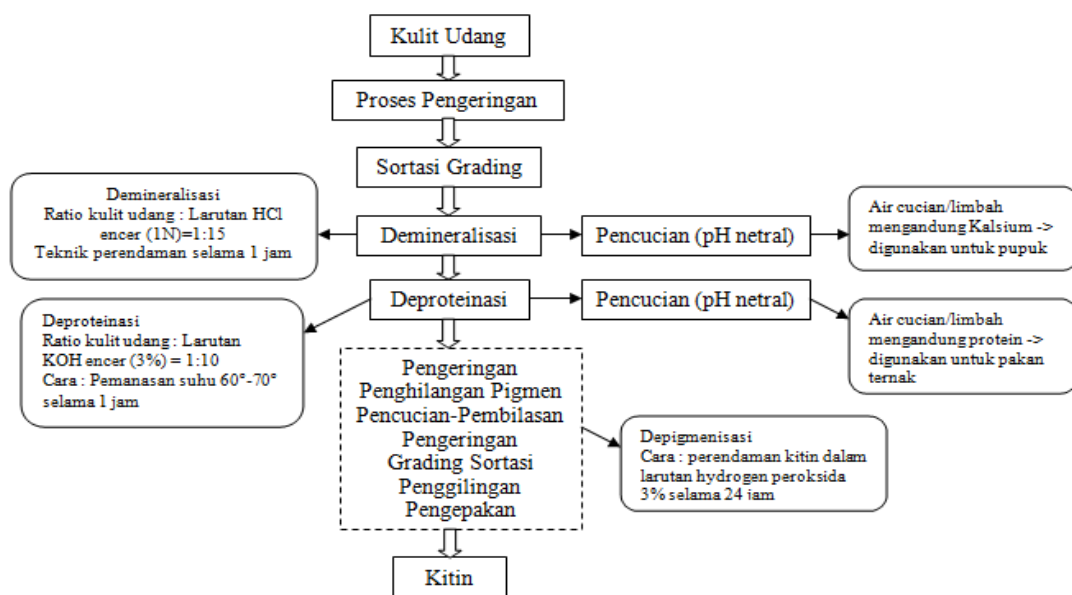 Kulit Udang
Proses Pengeringan
Sortasi Grading
Demineralisasi
Ratio kulit udang : Larutan HCl
encer (1N)=1:15
Teknik perendaman selama 1 jam
Demineralisasi
Pencucian (pH netral)
Air cucian/limbah
mengandung Kalsium ->
digunakan untuk pupuk
Deproteinasi
Ratio kulit udang : Larutan
KOH encer (3%) = 1:10
Cara : Pemanasan suhu 60°-70°
selama 1 jam
Deproteinasi
Pencucian (pH netral)
Air cucian/limbah
mengandung protein ->
digunakan untuk pakan
ternak
Pengeringan
Penghilangan Pigmen
Pencucian-Pembilasan
Pengeringan
Grading Sortasi
Penggilingan
Pengepakan
Depigmenisasi
Cara : perendaman kitin dalam
larutan hydrogen peroksida
3% selama 24 jam
Kitin